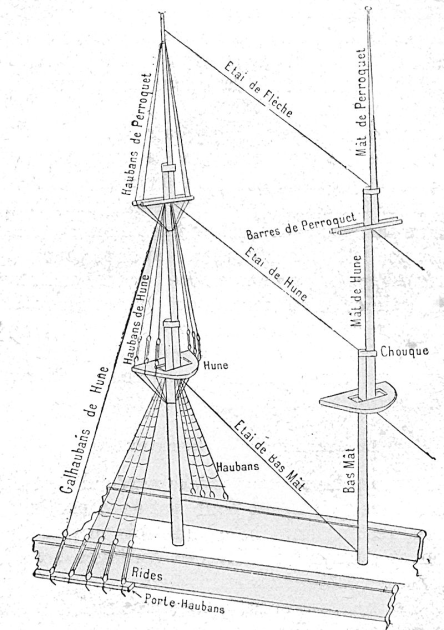 Etai de Flèche
Mât de Perroquet
Haubans de Perroquet
Barres de Perroquet
Etai de Hune
Mât de Hune
Haubans de Hune
Chouque
Hune
Galhaubans de Hune
Etai de Bas Mât
Haubans
Bas Mât
Rides
Porte-Haubans